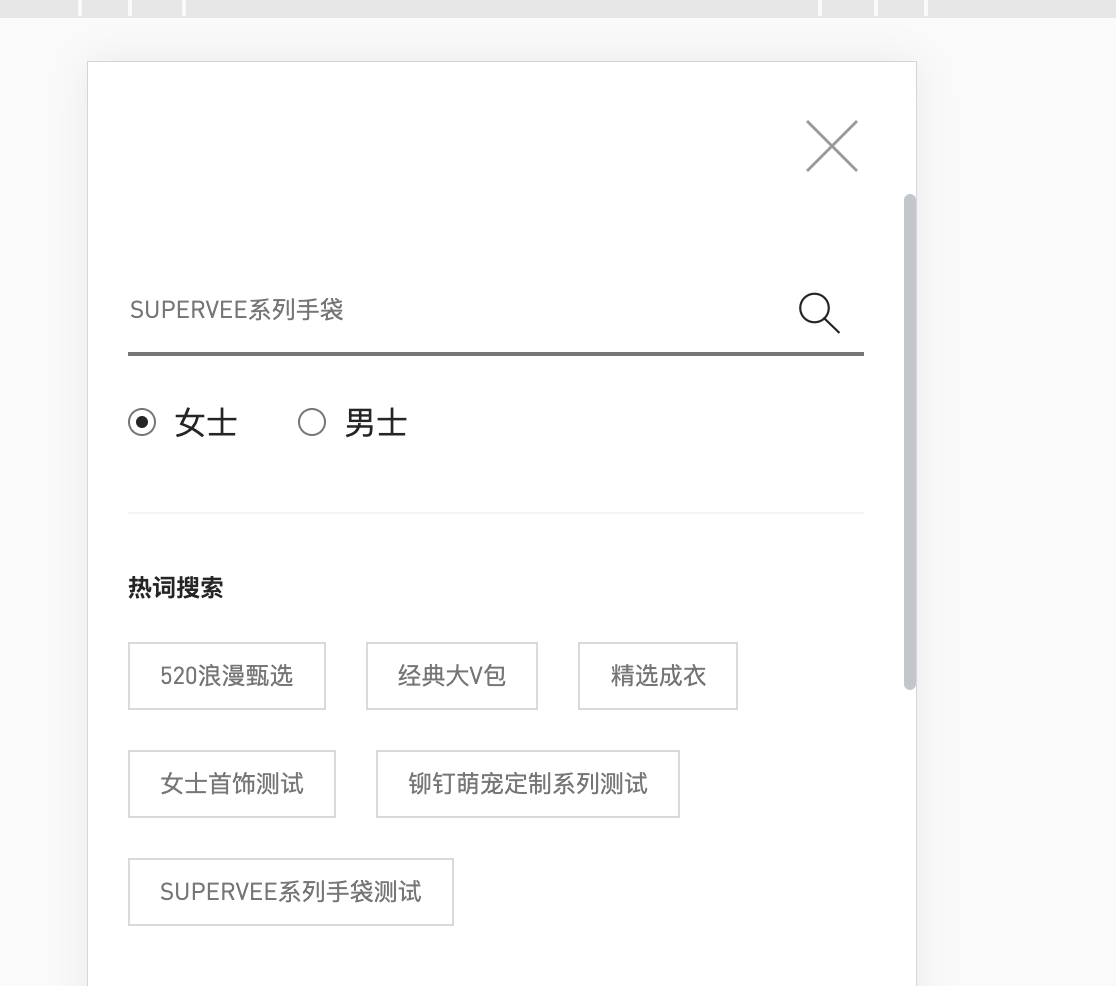 SUPERVEE系列手袋
女士 男士
热词搜索
520浪漫甄选 经典大V包 精选成衣
女士首饰测试 铆钉萌宠定制系列测试
SUPERVEE系列手袋测试